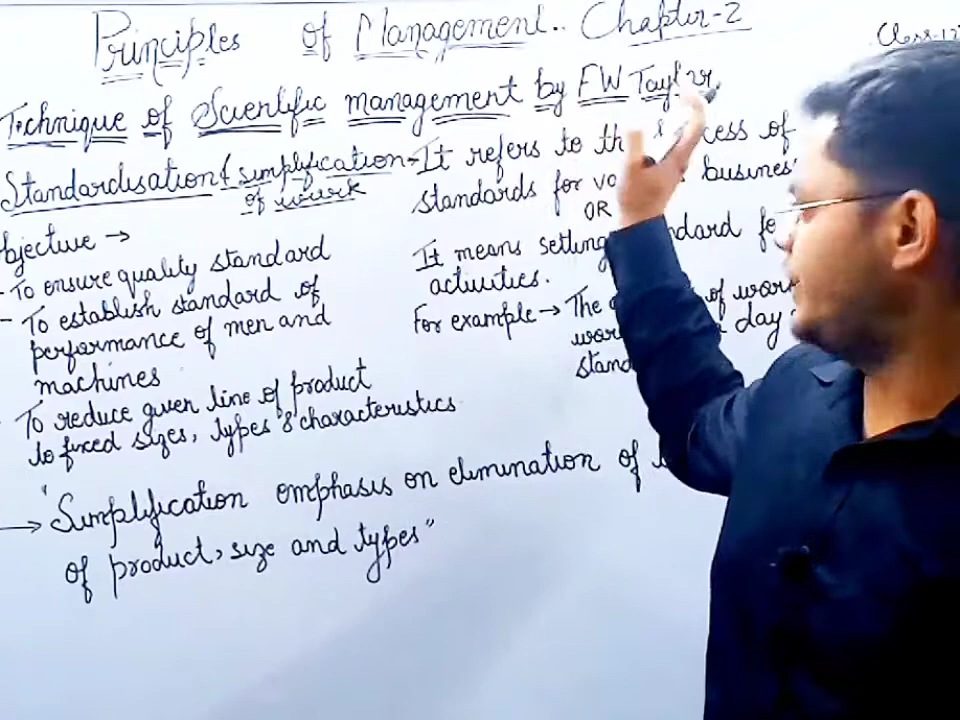 Principles of Management.. Chapter-2
Class-12
Technique of Scientific management by FW Taylor
Standardisation & simplification of work
It refers to the process of
standards for business
OR
It means setting standard for
activities.
For example → The of work
day
Objective →
- To ensure quality standard
- To establish standard of
performance of men and
machines
To reduce given line of product
to fixed sizes, types & characteristics
→ "Simplification emphasis on elimination of
of product, size and types"